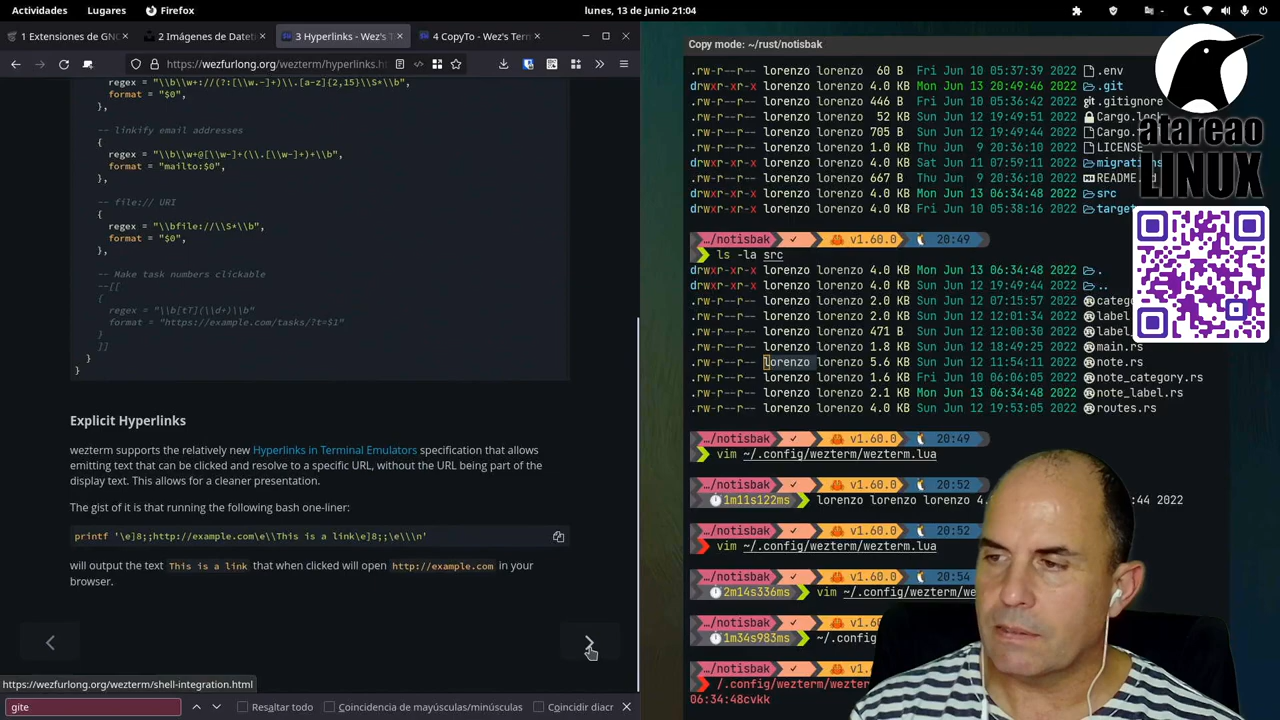 Actividades Lugares Firefox lunes, 13 de junio 21:04
1 Extensiones de GNC 2 Imágenes de Dateti 3 Hyperlinks - Wez's T 4 CopyTo - Wez's Term
https://wezfurlong.org/wezterm/hyperlinks.h
regex = "\\b\\w+://(?:[\\w.-]+)\\.[a-z]{2,15}\\S*\\b",
format = "$0",
},
-- linkify email addresses
{
regex = "\\b\\w+@[\\w-]+(\\.[\\w-]+)+\\b",
format = "mailto:$0",
},
-- file:// URI
{
regex = "\\bfile://\\S*\\b",
format = "$0",
},
-- Make task numbers clickable
--[[
{
regex = "\\b[tT](\\d+)\\b"
format = "https://example.com/tasks/?t=$1"
}
]]
}
}
Explicit Hyperlinks
wezterm supports the relatively new Hyperlinks in Terminal Emulators specification that allows
emitting text that can be clicked and resolve to a specific URL, without the URL being part of the
display text. This allows for a cleaner presentation.
The gist of it is that running the following bash one-liner:
printf '\e]8;;http://example.com\e\\This is a link\e]8;;\e\\\n'
will output the text This is a link that when clicked will open http://example.com in your
browser.
ell-integration.html
gite Resaltar todo Coincidencia de mayúsculas/minúsculas Coincidir diacr
Copy mode: ~/rust/notisbak
.rw-r--r-- lorenzo lorenzo 60 B Fri Jun 10 05:37:39 2022 .env
drwxr-xr-x lorenzo lorenzo 4.0 KB Mon Jun 13 20:49:46 2022 .git
.rw-r--r-- lorenzo lorenzo 446 B Fri Jun 10 05:36:42 2022 .gitignore
.rw-r--r-- lorenzo lorenzo 52 KB Sun Jun 12 19:49:51 2022 Cargo.lock
.rw-r--r-- lorenzo lorenzo 705 B Sun Jun 12 19:49:44 2022 Cargo.
.rw-r--r-- lorenzo lorenzo 1.0 KB Thu Jun 9 20:36:10 2022 LICENSE
drwxr-xr-x lorenzo lorenzo 4.0 KB Sat Jun 11 07:59:11 2022 migrations
.rw-r--r-- lorenzo lorenzo 667 B Thu Jun 9 20:36:10 2022 README.
drwxr-xr-x lorenzo lorenzo 4.0 KB Mon Jun 13 06:34:48 2022 src
drwxr-xr-x lorenzo lorenzo 4.0 KB Fri Jun 10 05:38:16 2022 target
…/notisbak ✓ v1.60.0 20:49
ls -la src
drwxr-xr-x lorenzo lorenzo 4.0 KB Mon Jun 13 06:34:48 2022 .
drwxr-xr-x lorenzo lorenzo 4.0 KB Sun Jun 12 19:49:44 2022 ..
.rw-r--r-- lorenzo lorenzo 2.0 KB Sun Jun 12 07:15:57 2022 catego
.rw-r--r-- lorenzo lorenzo 2.0 KB Sun Jun 12 12:01:34 2022 label
.rw-r--r-- lorenzo lorenzo 471 B Sun Jun 12 12:00:30 2022 label_
.rw-r--r-- lorenzo lorenzo 1.8 KB Sun Jun 12 18:49:25 2022 main.rs
.rw-r--r-- lorenzo lorenzo 5.6 KB Sun Jun 12 11:54:11 2022 note.rs
.rw-r--r-- lorenzo lorenzo 1.6 KB Fri Jun 10 06:06:05 2022 note_category.rs
.rw-r--r-- lorenzo lorenzo 2.1 KB Mon Jun 13 06:34:48 2022 note_label.rs
.rw-r--r-- lorenzo lorenzo 4.0 KB Sun Jun 12 19:53:05 2022 routes.rs
…/notisbak ✓ v1.60.0 20:49
vim ~/.config/wezterm/wezterm.lua
…/notisbak ✓ v1.60.0 20:52
1m11s122ms lorenzo lorenzo lorenzo 4. 44 2022
…/notisbak ✓ v1.60.0 20:52
vim ~/.config/wezterm/wezterm.lua
…/notisbak ✓ v1.60.0 20:54
2m14s336ms vim ~/.config/wezterm/we
…/notisbak ✓
1m34s983ms ~/.config
…/notisbak ✓
/.config/wezterm/wezter
06:34:48cvkk
atareao
LINUX